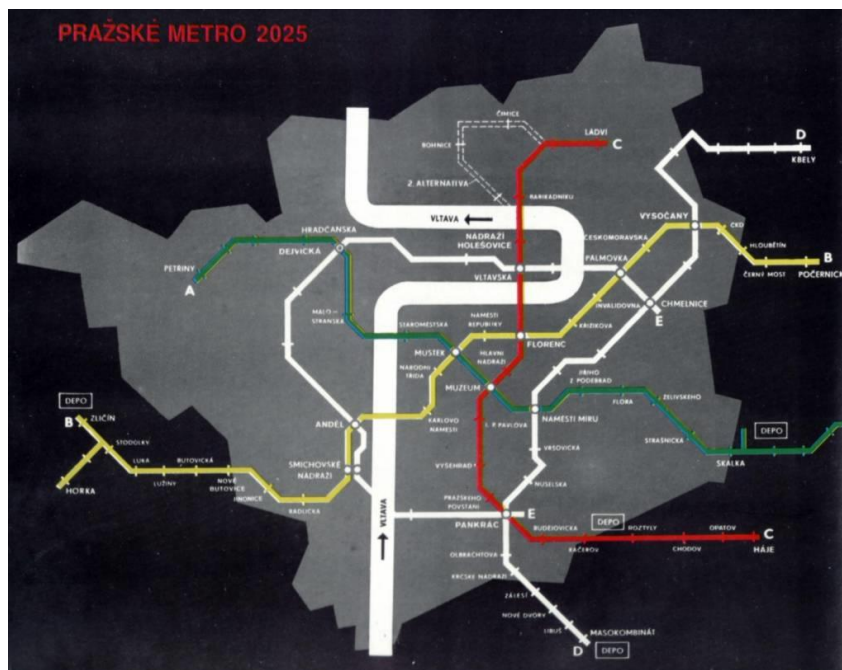 PRAŽSKÉ METRO 2025
ČIMICE
LÁDVÍ
C
BOHNICE
D
KBELY
2. ALTERNATIVA
BARIKÁDNÍKU
VLTAVA
VYSOČANY
HRADČANSKÁ
NÁDRAŽÍ
HOLEŠOVICE
ČESKOMORAVSKÁ
ČKD
DEJVICKÁ
HLOUBĚTÍN
B
PETŘINY
PALMOVKA
ČERNÝ MOST
POČERNICE
A
VLTAVSKÁ
INVALIDOVNA
CHMELNICE
E
MALO-
STRANSKÁ
NÁMĚSTÍ
REPUBLIKY
STAROMĚSTSKÁ
KŘIŽÍKOVA
FLORENC
MŮSTEK
HLAVNÍ
NÁDRAŽÍ
NÁRODNÍ
TŘÍDA
JIŘÍHO
Z PODĚBRAD
MUZEUM
ŽELIVSKÉHO
DEPO
FLÓRA
B
ZLIČÍN
KARLOVO
NÁMĚSTÍ
NÁMĚSTÍ MÍRU
ANDĚL
I. P. PAVLOVA
DEPO
STODŮLKY
STRAŠNICKÁ
VRŠOVICKÁ
SKALKA
LUKA
BUTOVICKÁ
SMÍCHOVSKÉ
NÁDRAŽÍ
VYŠEHRAD
LUŽINY
NOVÉ
BUTOVICE
NUSELSKÁ
HORKA
JINONICE
PRAŽSKÉHO
POVSTÁNÍ
RADLICKÁ
VLTAVA
E
PANKRÁC
DEPO
BUDĚJOVICKÁ
ROZTYLY
OPATOV
C
KAČEROV
CHODOV
HÁJE
OLBRACHTOVA
KRČSKÉ NÁDRAŽÍ
ZÁLESÍ
NOVÉ DVORY
LIBUŠ
MASOKOMBINÁT
D
DEPO